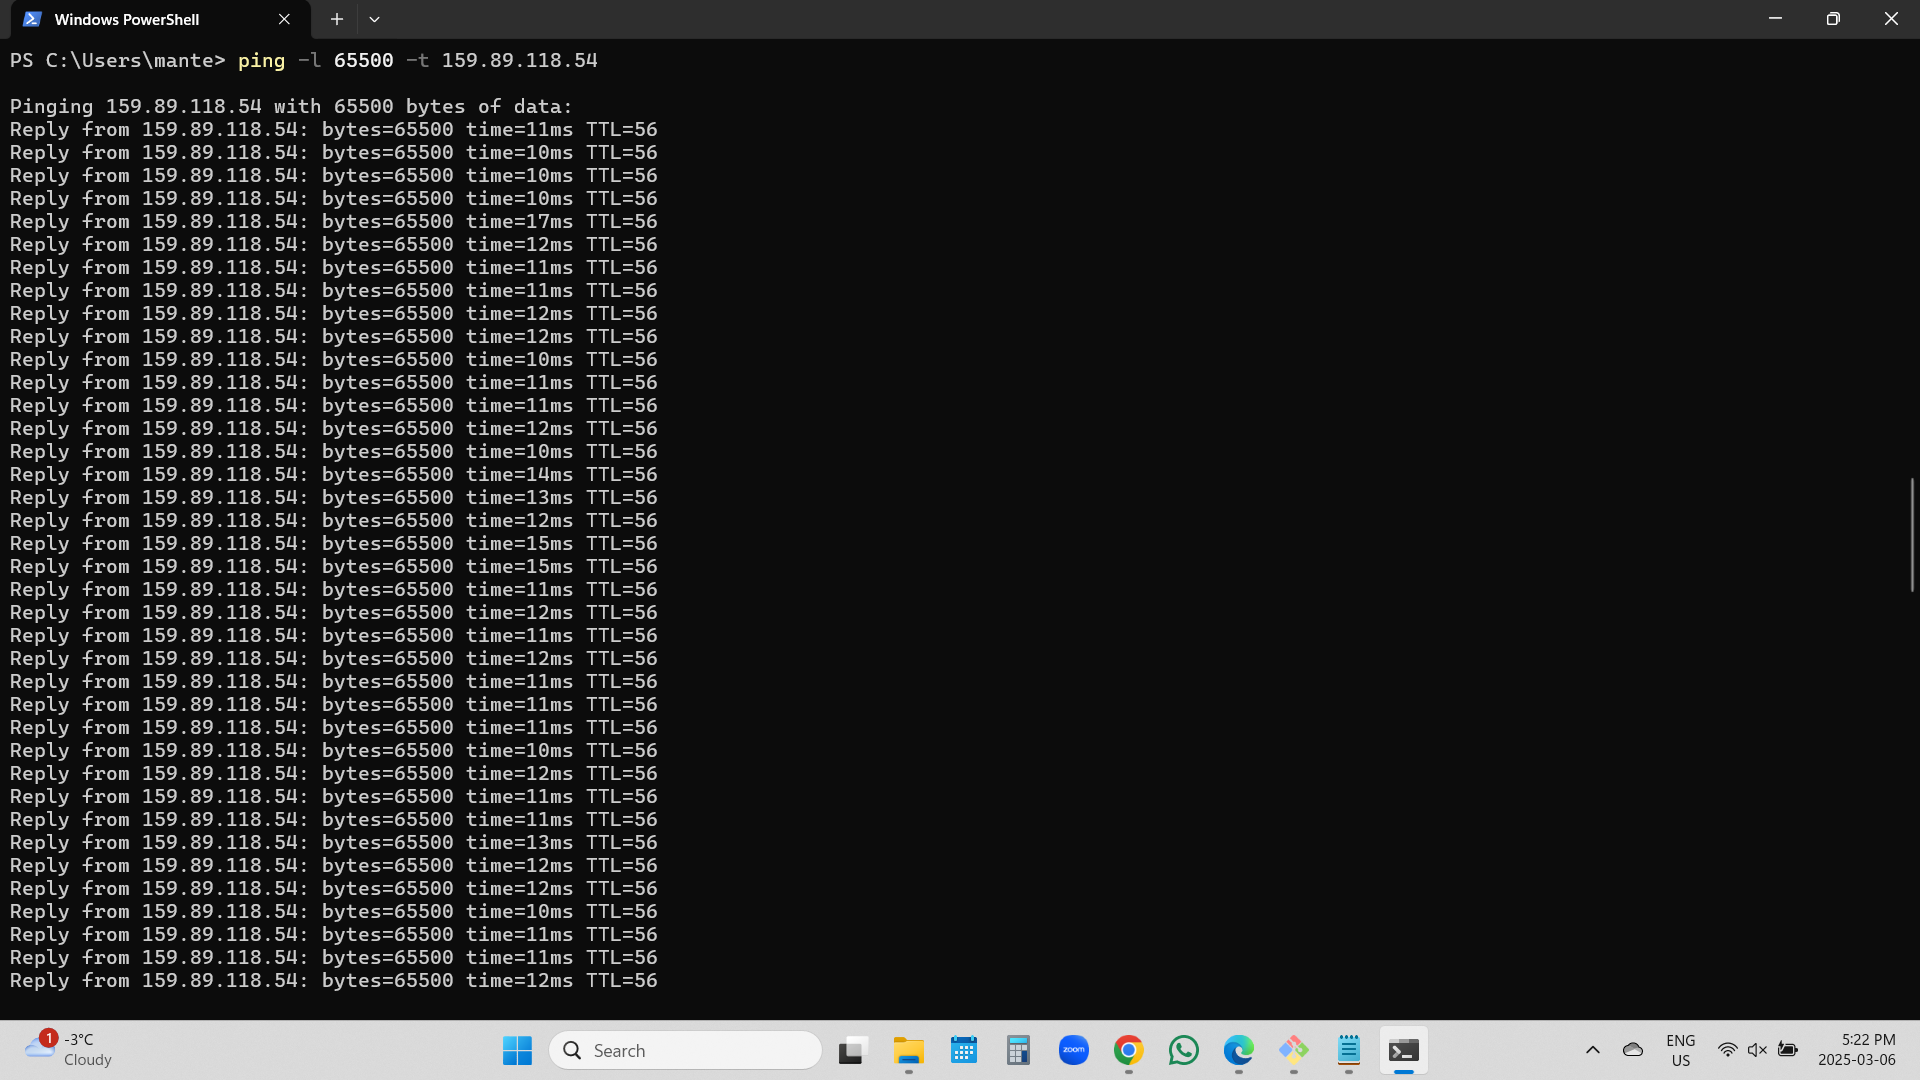 Windows PowerShell
PS C:\Users\mante> ping -l 65500 -t 159.89.118.54
Pinging 159.89.118.54 with 65500 bytes of data:
Reply from 159.89.118.54: bytes=65500 time=11ms TTL=56
Reply from 159.89.118.54: bytes=65500 time=10ms TTL=56
Reply from 159.89.118.54: bytes=65500 time=10ms TTL=56
Reply from 159.89.118.54: bytes=65500 time=10ms TTL=56
Reply from 159.89.118.54: bytes=65500 time=17ms TTL=56
Reply from 159.89.118.54: bytes=65500 time=12ms TTL=56
Reply from 159.89.118.54: bytes=65500 time=11ms TTL=56
Reply from 159.89.118.54: bytes=65500 time=11ms TTL=56
Reply from 159.89.118.54: bytes=65500 time=12ms TTL=56
Reply from 159.89.118.54: bytes=65500 time=12ms TTL=56
Reply from 159.89.118.54: bytes=65500 time=10ms TTL=56
Reply from 159.89.118.54: bytes=65500 time=11ms TTL=56
Reply from 159.89.118.54: bytes=65500 time=11ms TTL=56
Reply from 159.89.118.54: bytes=65500 time=12ms TTL=56
Reply from 159.89.118.54: bytes=65500 time=10ms TTL=56
Reply from 159.89.118.54: bytes=65500 time=14ms TTL=56
Reply from 159.89.118.54: bytes=65500 time=13ms TTL=56
Reply from 159.89.118.54: bytes=65500 time=12ms TTL=56
Reply from 159.89.118.54: bytes=65500 time=15ms TTL=56
Reply from 159.89.118.54: bytes=65500 time=15ms TTL=56
Reply from 159.89.118.54: bytes=65500 time=11ms TTL=56
Reply from 159.89.118.54: bytes=65500 time=12ms TTL=56
Reply from 159.89.118.54: bytes=65500 time=11ms TTL=56
Reply from 159.89.118.54: bytes=65500 time=12ms TTL=56
Reply from 159.89.118.54: bytes=65500 time=11ms TTL=56
Reply from 159.89.118.54: bytes=65500 time=11ms TTL=56
Reply from 159.89.118.54: bytes=65500 time=11ms TTL=56
Reply from 159.89.118.54: bytes=65500 time=10ms TTL=56
Reply from 159.89.118.54: bytes=65500 time=12ms TTL=56
Reply from 159.89.118.54: bytes=65500 time=11ms TTL=56
Reply from 159.89.118.54: bytes=65500 time=11ms TTL=56
Reply from 159.89.118.54: bytes=65500 time=13ms TTL=56
Reply from 159.89.118.54: bytes=65500 time=12ms TTL=56
Reply from 159.89.118.54: bytes=65500 time=12ms TTL=56
Reply from 159.89.118.54: bytes=65500 time=10ms TTL=56
Reply from 159.89.118.54: bytes=65500 time=11ms TTL=56
Reply from 159.89.118.54: bytes=65500 time=11ms TTL=56
Reply from 159.89.118.54: bytes=65500 time=12ms TTL=56
1
-3°C
Cloudy
Search
zoom
ENG
US
5:22 PM
2025-03-06